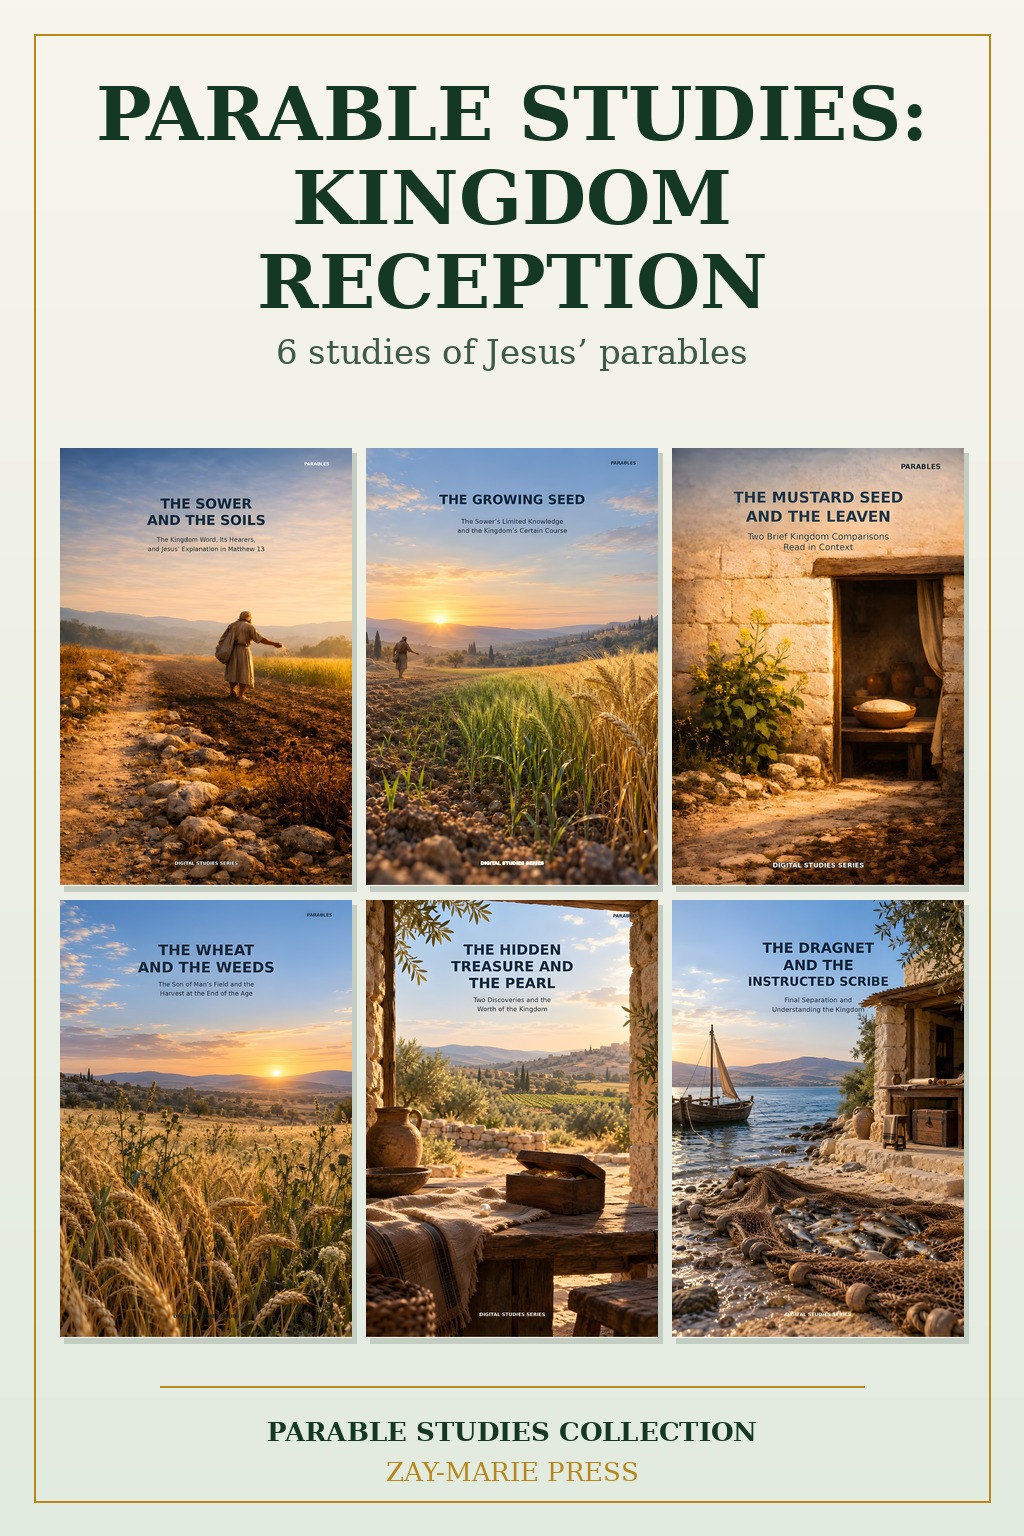 PARABLE STUDIES:
KINGDOM
RECEPTION
6 studies of Jesus’ parables
PARABLES
THE SOWER
AND THE SOILS
The Kingdom Word, Its Hearers,
and Jesus’ Explanation in Matthew 13
DIGITAL STUDIES SERIES
PARABLES
THE GROWING SEED
The Sower’s Limited Knowledge
and the Kingdom’s Certain Course
DIGITAL STUDIES SERIES
PARABLES
THE MUSTARD SEED
AND THE LEAVEN
Two Brief Kingdom Comparisons
Read in Context
DIGITAL STUDIES SERIES
PARABLES
THE WHEAT
AND THE WEEDS
The Son of Man’s Field and the
Harvest at the End of the Age
PARABLES
THE HIDDEN
TREASURE AND
THE PEARL
Two Discoveries and the
Worth of the Kingdom
DIGITAL STUDIES SERIES
THE DRAGNET
AND THE
INSTRUCTED SCRIBE
Final Separation and
Understanding the Kingdom
DIGITAL STUDIES SERIES
PARABLE STUDIES COLLECTION
ZAY-MARIE PRESS